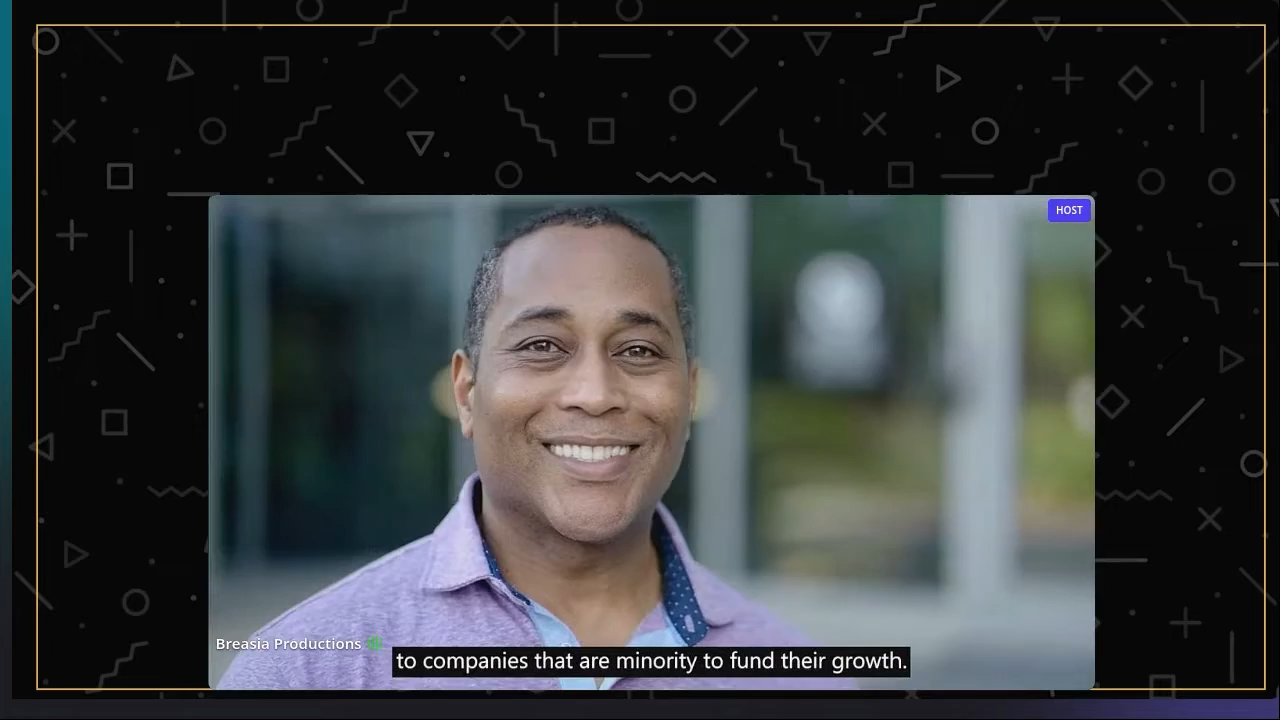 HOST
Breasia Productions
to companies that are minority to fund their growth.